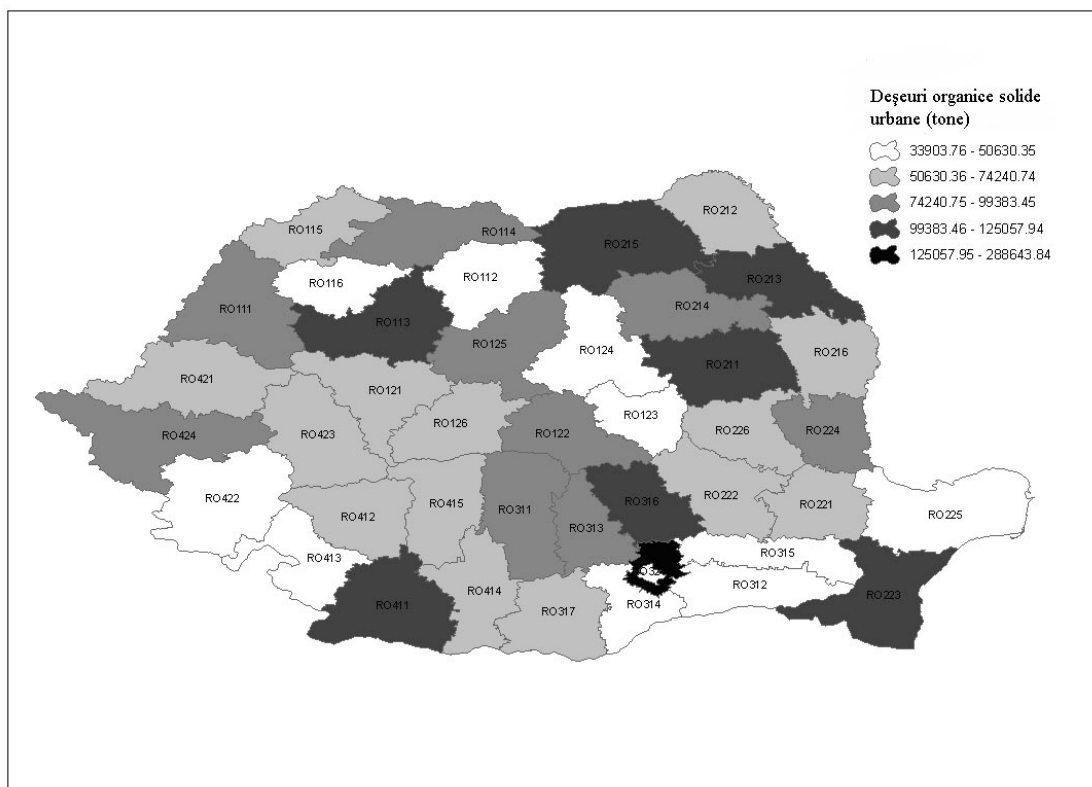 Deşeuri organice solide
urbane (tone)
33903.76 - 50630.35
50630.36 - 74240.74
74240.75 - 99383.45
99383.46 - 125057.94
125057.95 - 288643.84
RO212
RO115
RO114
RO215
RO112
RO213
RO116
RO214
RO111
RO113
RO125
RO124
RO216
RO211
RO421
RO121
RO123
RO126
RO226
RO224
RO424
RO423
RO122
RO422
RO316
RO222
RO415
RO221
RO311
RO225
RO412
RO313
RO315
RO413
RO312
RO414
RO411
RO314
RO223
RO317